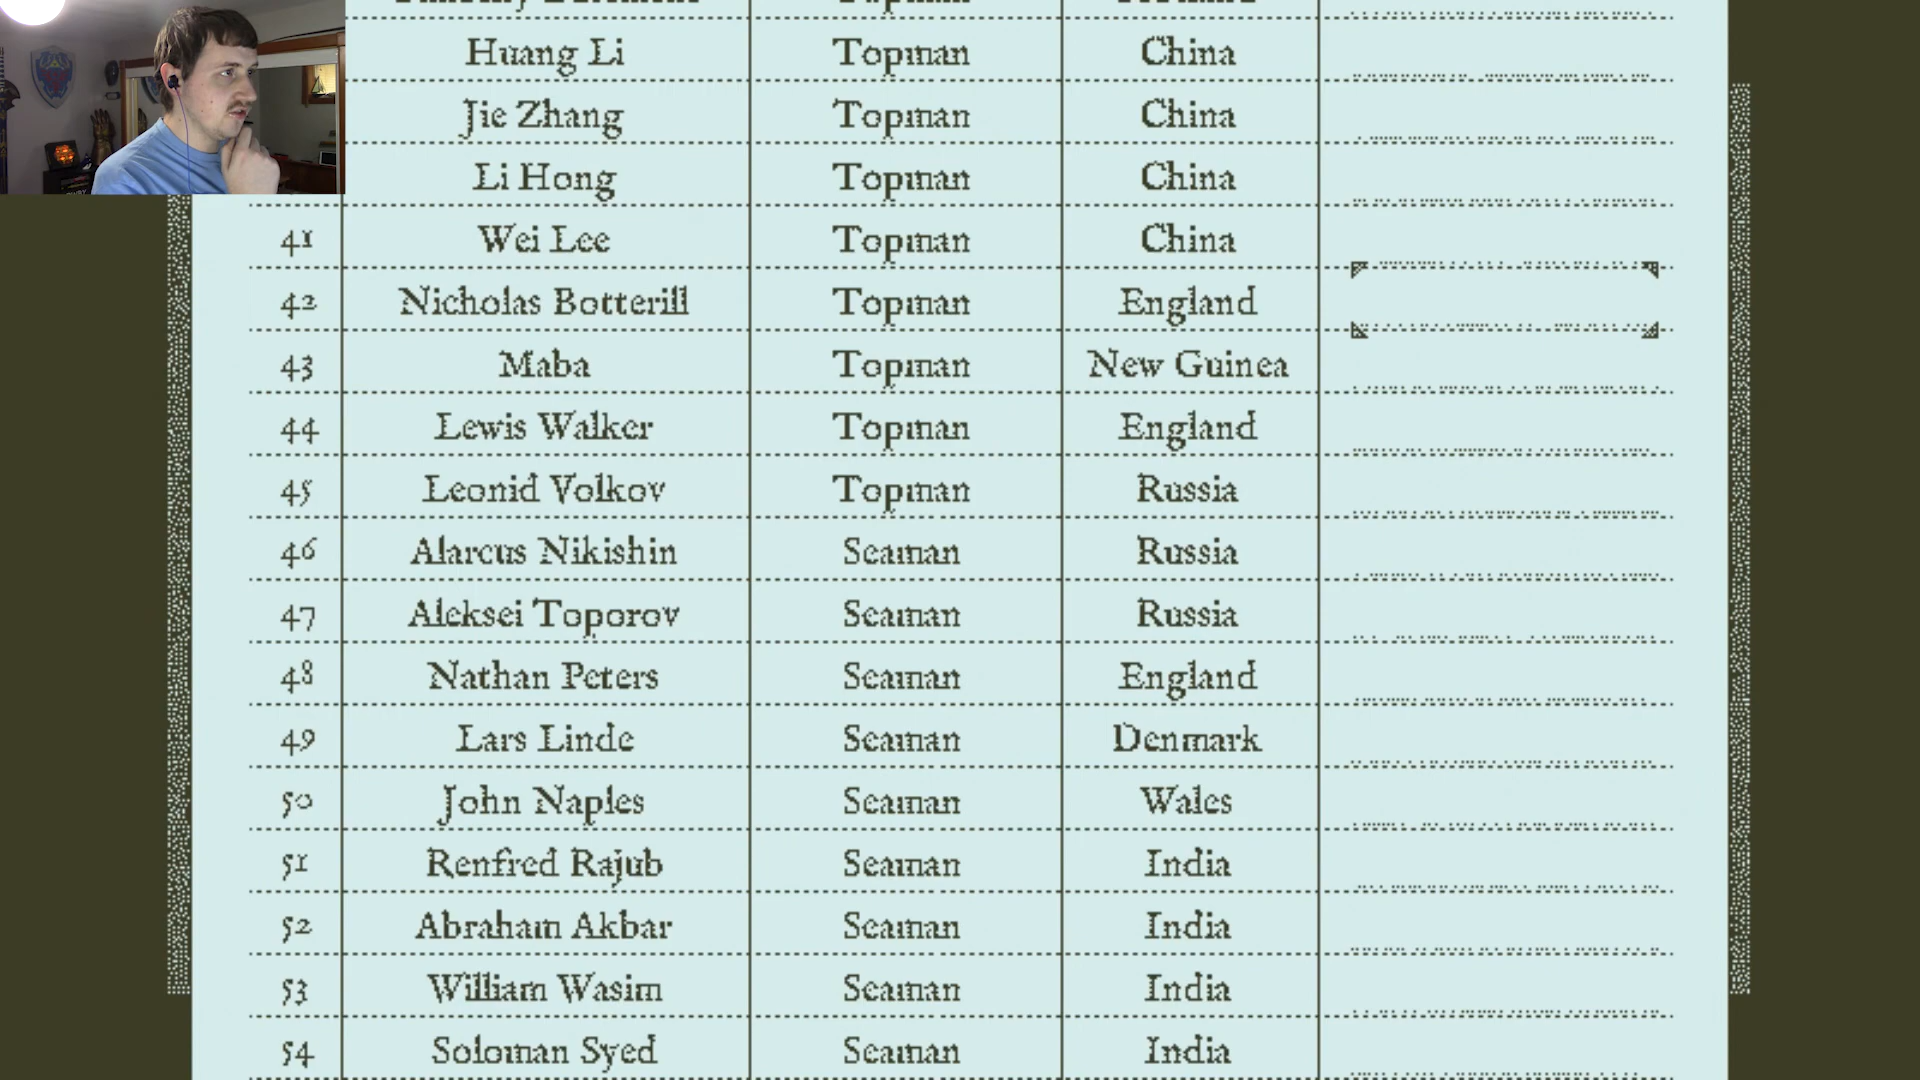 Huang Li Topman China
Jie Zhang Topman China
Li Hong Topman China
41 Wei Lee Topman China
42 Nicholas Botterill Topman England
43 Maba Topman New Guinea
44 Lewis Walker Topman England
45 Leonid Volkov Topman Russia
46 Alarcus Nikishin Seaman Russia
47 Aleksei Toporov Seaman Russia
48 Nathan Peters Seaman England
49 Lars Linde Seaman Denmark
50 John Naples Seaman Wales
51 Renfred Rajub Seaman India
52 Abraham Akbar Seaman India
53 William Wasim Seaman India
54 Soloman Syed Seaman India